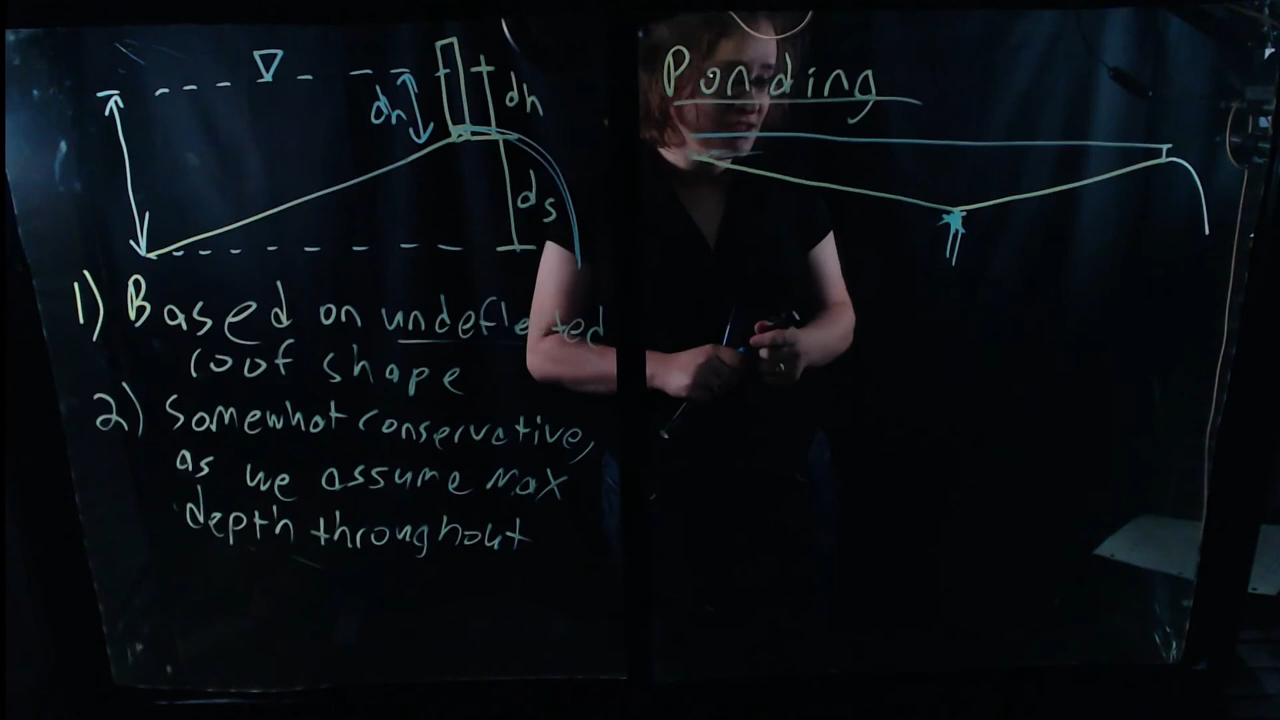 dh
dh
ds
1) Based on undeflected
roof shape
2) Somewhat conservative,
as we assume max
depth throughout
Ponding